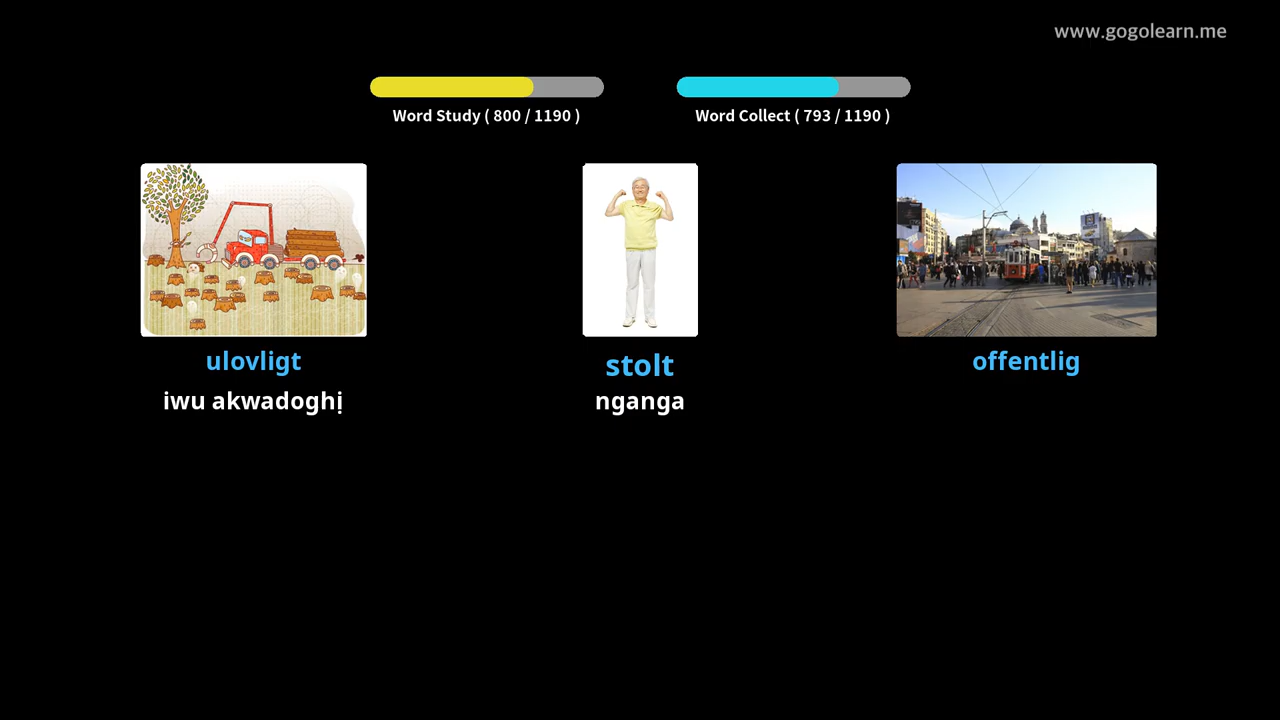 www.gogolearn.me
Word Study ( 800 / 1190 )
Word Collect ( 793 / 1190 )
ulovligt
stolt
offentlig
iwu akwadoghị
nganga